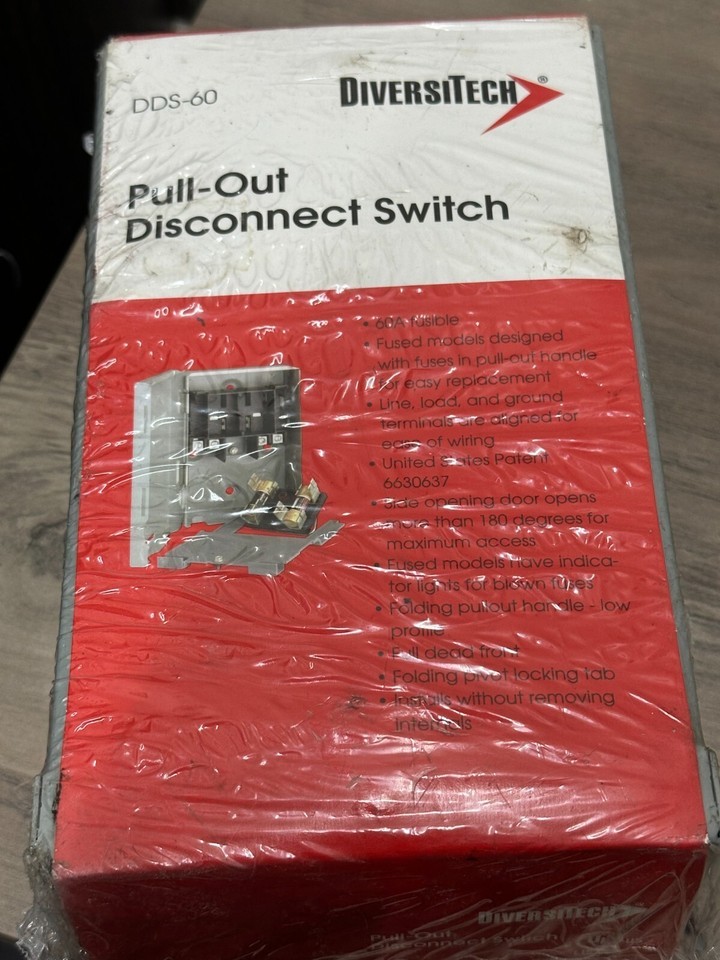 DDS-60
DIVERSITECH®
Pull-Out
Disconnect Switch
• 60A fusible
• Fused models designed
with fuses in pull-out handle
for easy replacement
• Line, load, and ground
terminals are aligned for
ease of wiring
• United States Patent
6630637
• Side opening door opens
more than 180 degrees for
maximum access
• Fused models have indica-
tor lights for blown fuses
• Folding pullout handle - low
profile
• Full dead front
• Folding pivot locking tab
• Installs without removing
internals
DIVERSITECH
Pull-Out
Disconnect Switch